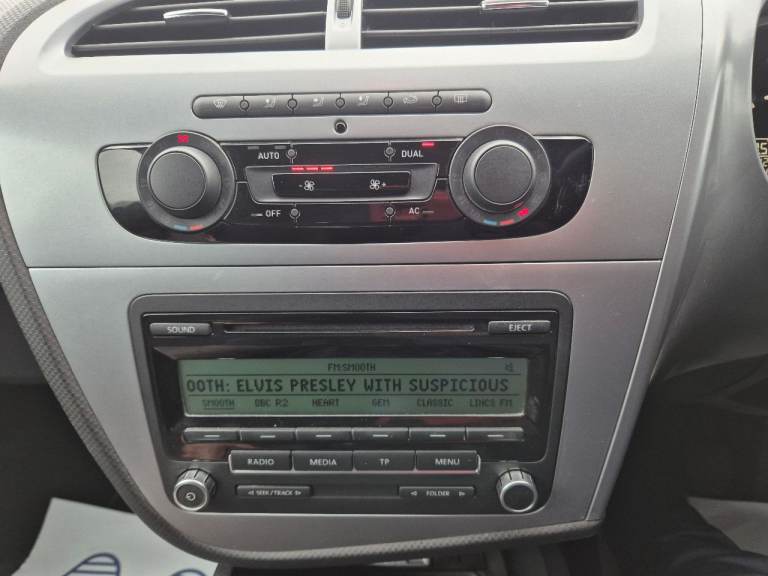 AUTO DUAL
- +
OFF AC
SOUND EJECT
FM:SMOOTH
OOTH: ELVIS PRESLEY WITH SUSPICIOUS
SMOOTH BBC R2 HEART GEM CLASSIC LINCS FM
RADIO MEDIA TP MENU
SEEK/TRACK FOLDER